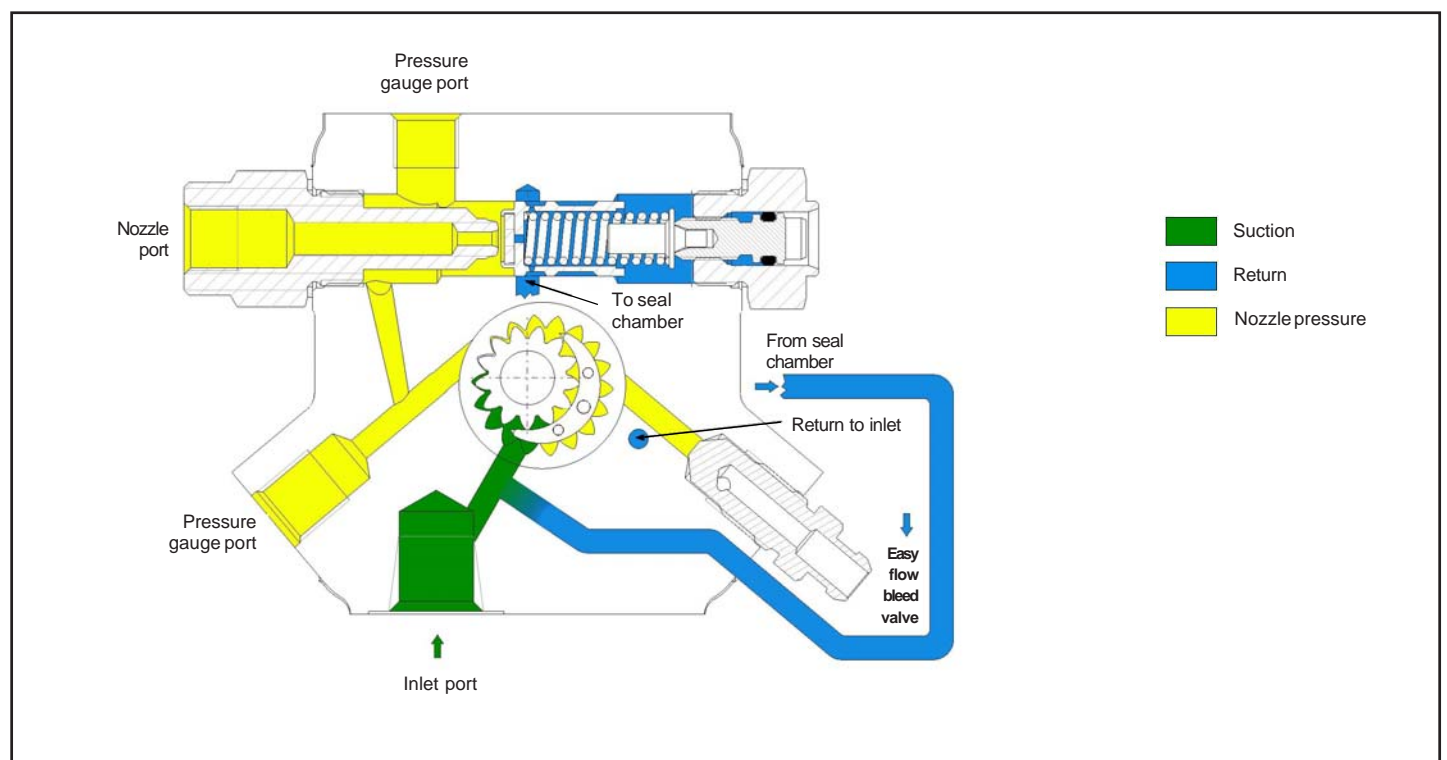 Pressure
gauge port
Nozzle
port
To seal
chamber
From seal
chamber
Return to inlet
Pressure
gauge port
Easy
flow
bleed
valve
Inlet port
Suction
Return
Nozzle pressure